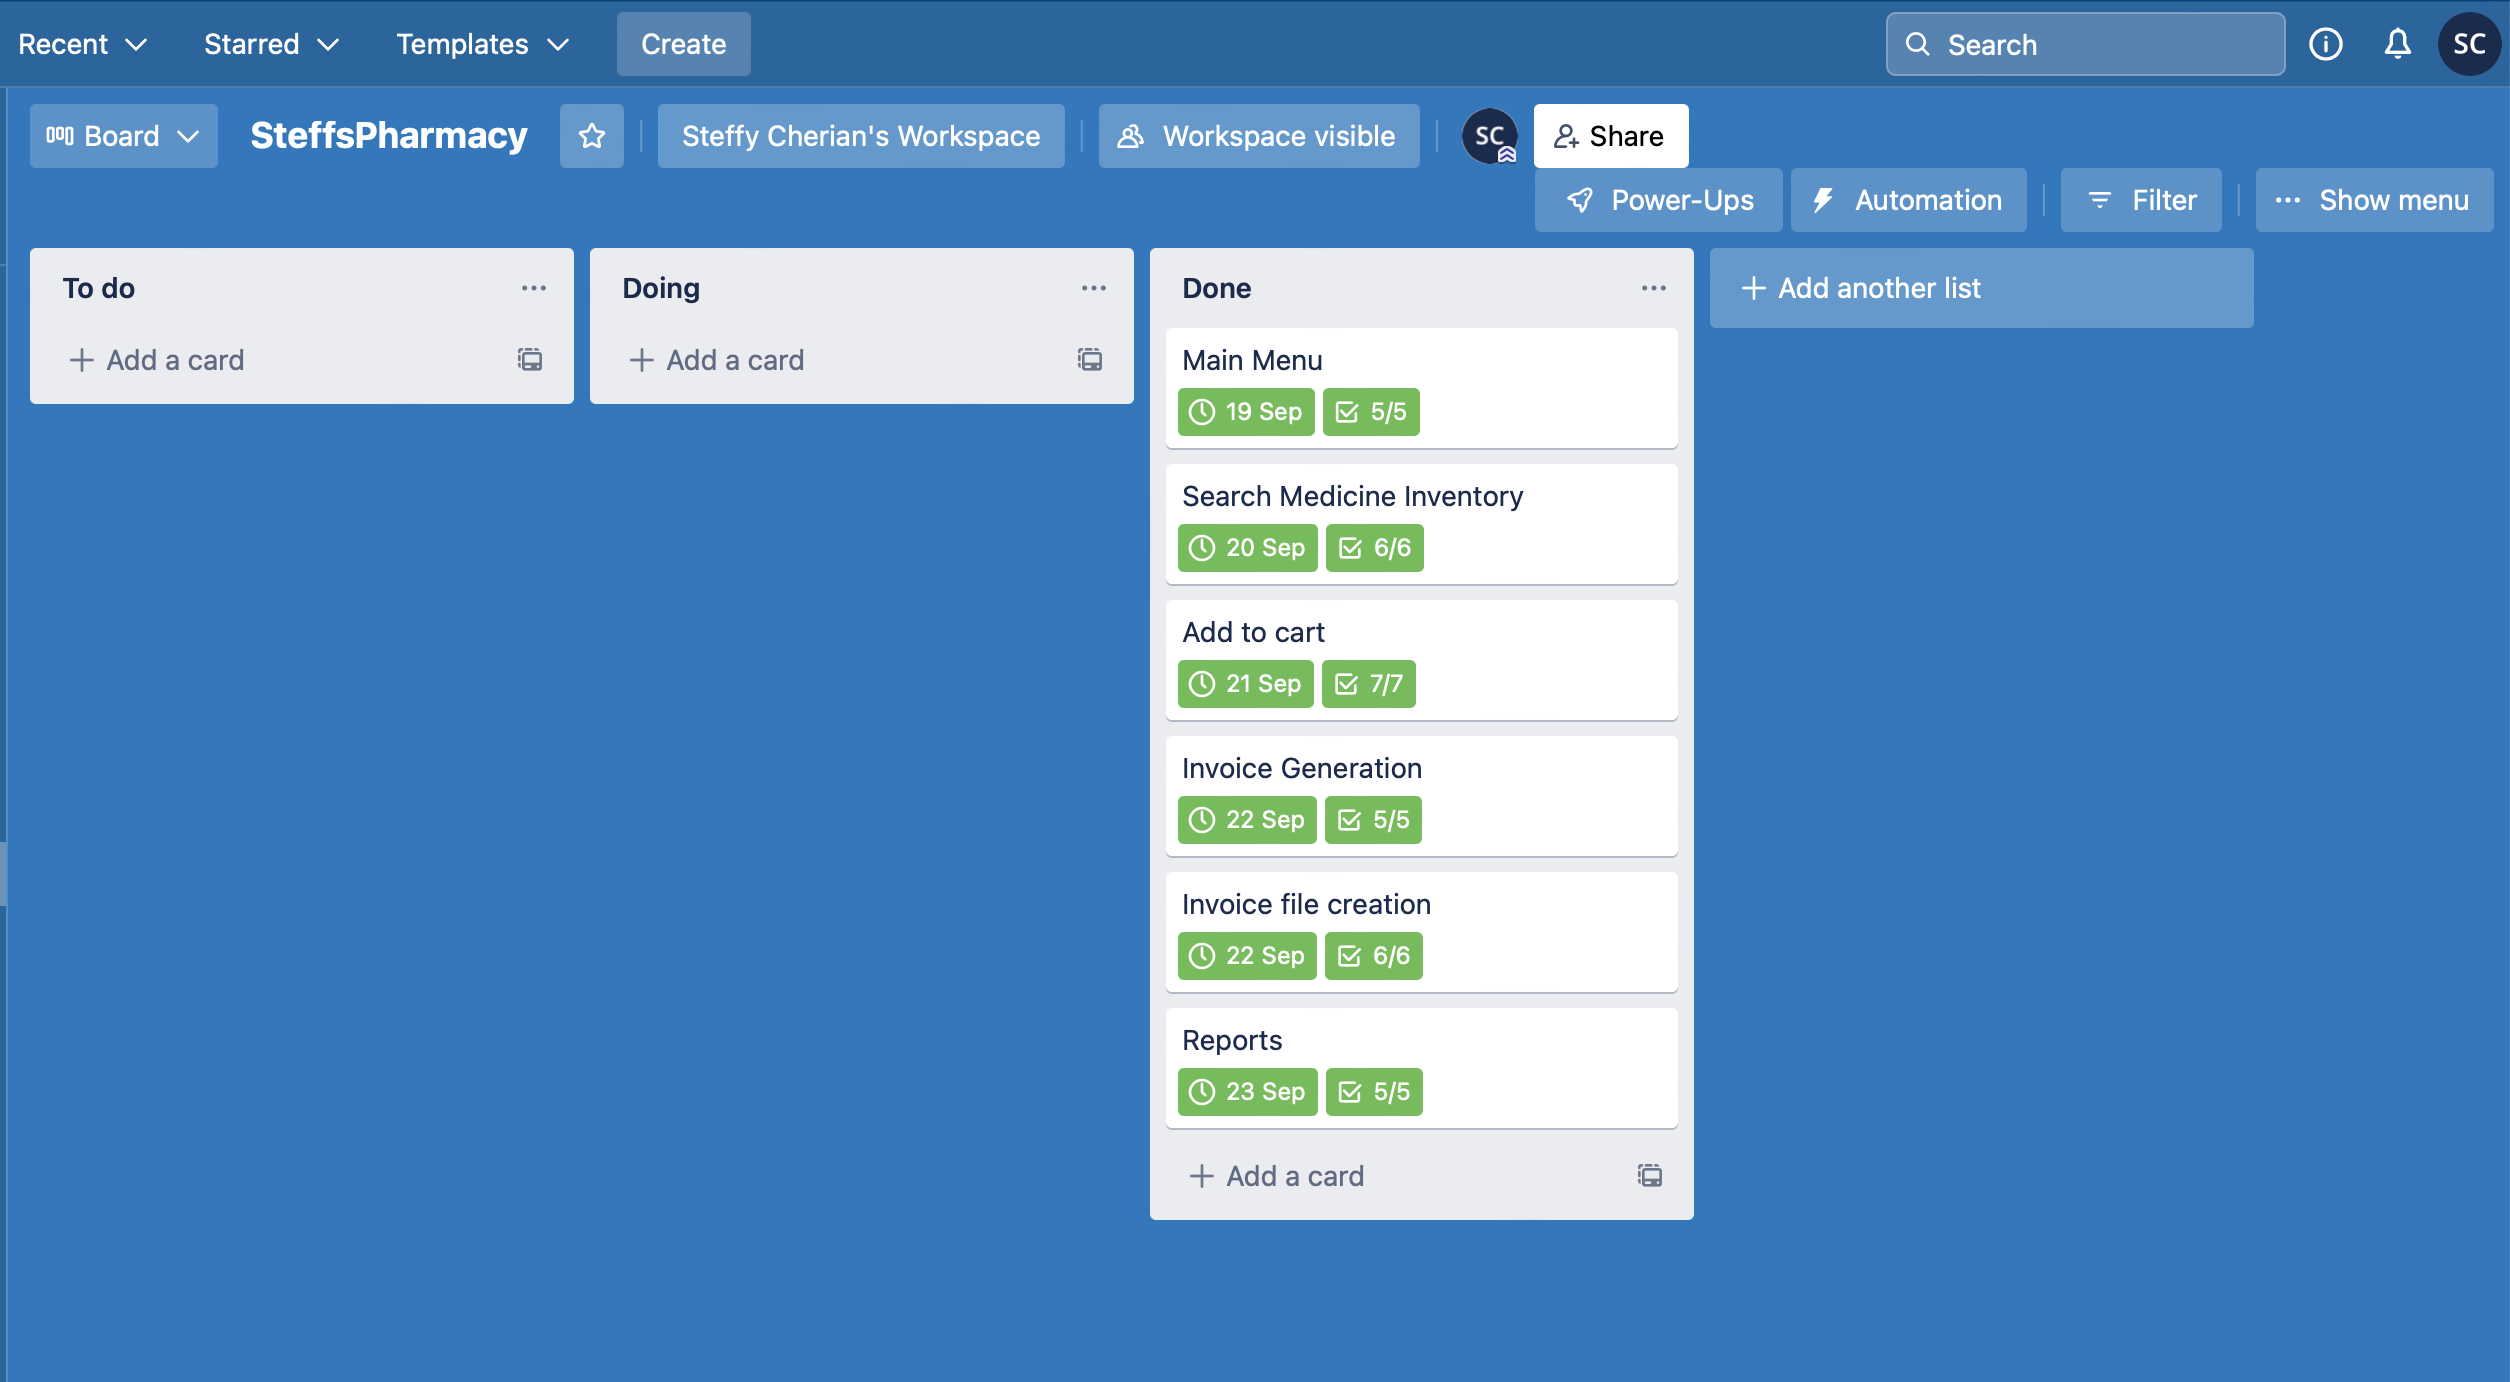 Recent
Starred
Templates
Create
Search
SC
Board
SteffsPharmacy
Steffy Cherian's Workspace
Workspace visible
SC
Share
Power-Ups
Automation
Filter
Show menu
To do
Add a card
Doing
Add a card
Done
Main Menu
19 Sep 5/5
Search Medicine Inventory
20 Sep 6/6
Add to cart
21 Sep 7/7
Invoice Generation
22 Sep 5/5
Invoice file creation
22 Sep 6/6
Reports
23 Sep 5/5
Add a card
Add another list